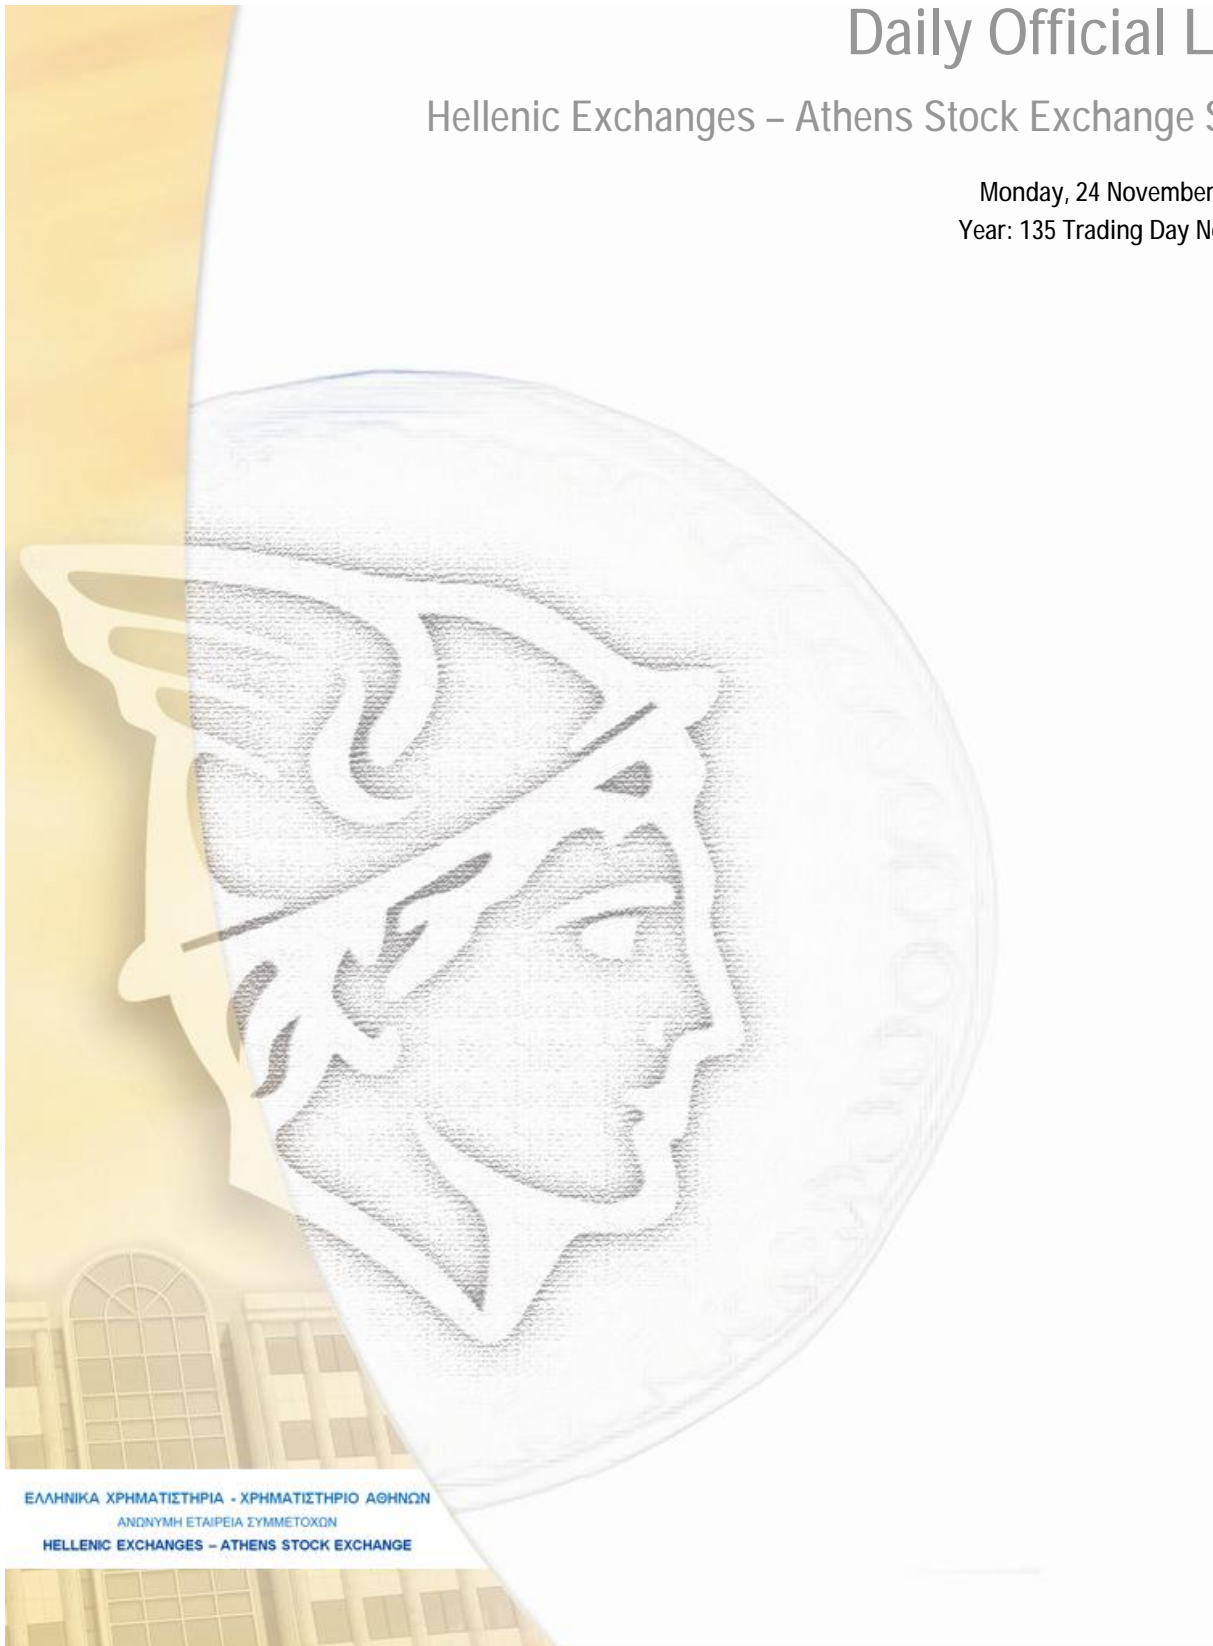 Daily Official L
Hellenic Exchanges – Athens Stock Exchange S
Monday, 24 November
Year: 135 Trading Day N
ΕΛΛΗΝΙΚΑ ΧΡΗΜΑΤΙΣΤΗΡΙΑ - ΧΡΗΜΑΤΙΣΤΗΡΙΟ ΑΘΗΝΩΝ
ΑΝΩΝΥΜΗ ΕΤΑΙΡΕΙΑ ΣΥΜΜΕΤΟΧΩΝ
HELLENIC EXCHANGES – ATHENS STOCK EXCHANGE